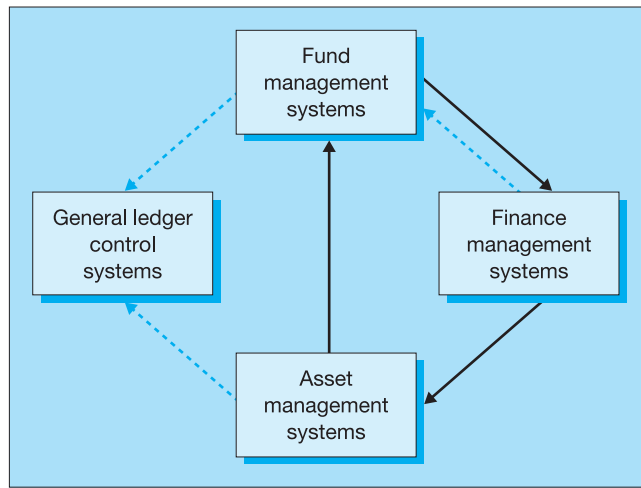 Fund
management
systems
General ledger
control
systems
Finance
management
systems
Asset
management
systems